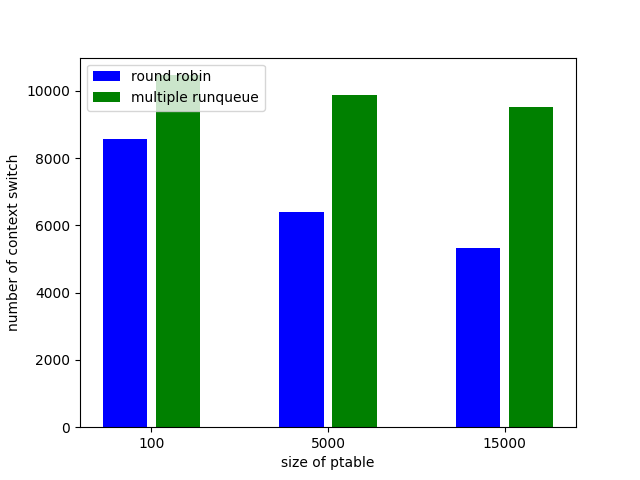 round robin
multiple runqueue
10000
8000
6000
4000
2000
0
number of context switch
100 5000 15000
size of ptable